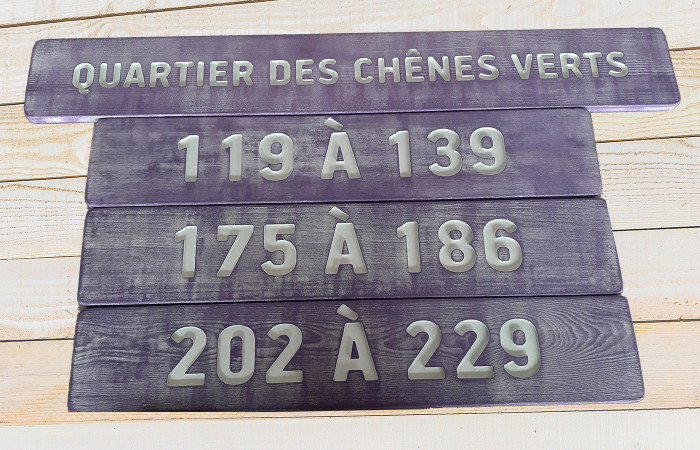 QUARTIER DES CHÊNES VERTS
119 À 139
175 À 186
202 À 229